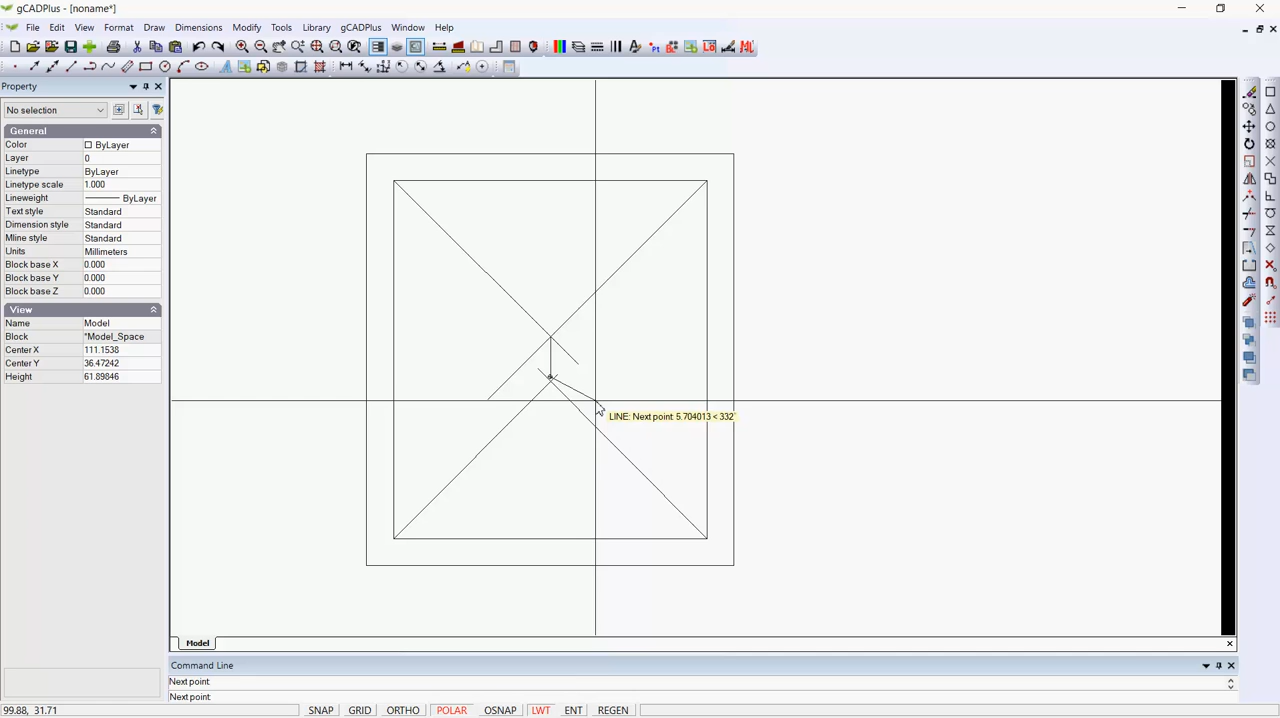 gCADPlus - [noname*]
File Edit View Format Draw Dimensions Modify Tools Library gCADPlus Window Help
Property
No selection
General
Color ByLayer
Layer 0
Linetype ByLayer
Linetype scale 1.000
Lineweight ByLayer
Text style Standard
Dimension style Standard
Mline style Standard
Units Millimeters
Block base X 0.000
Block base Y 0.000
Block base Z 0.000
View
Name Model
Block *Model_Space
Center X 111.1538
Center Y 36.47242
Height 61.89846
LINE: Next point 5.704013 < 332°
Model
Command Line
Next point
Next point
99.88, 31.71 SNAP GRID ORTHO POLAR OSNAP LWT ENT REGEN